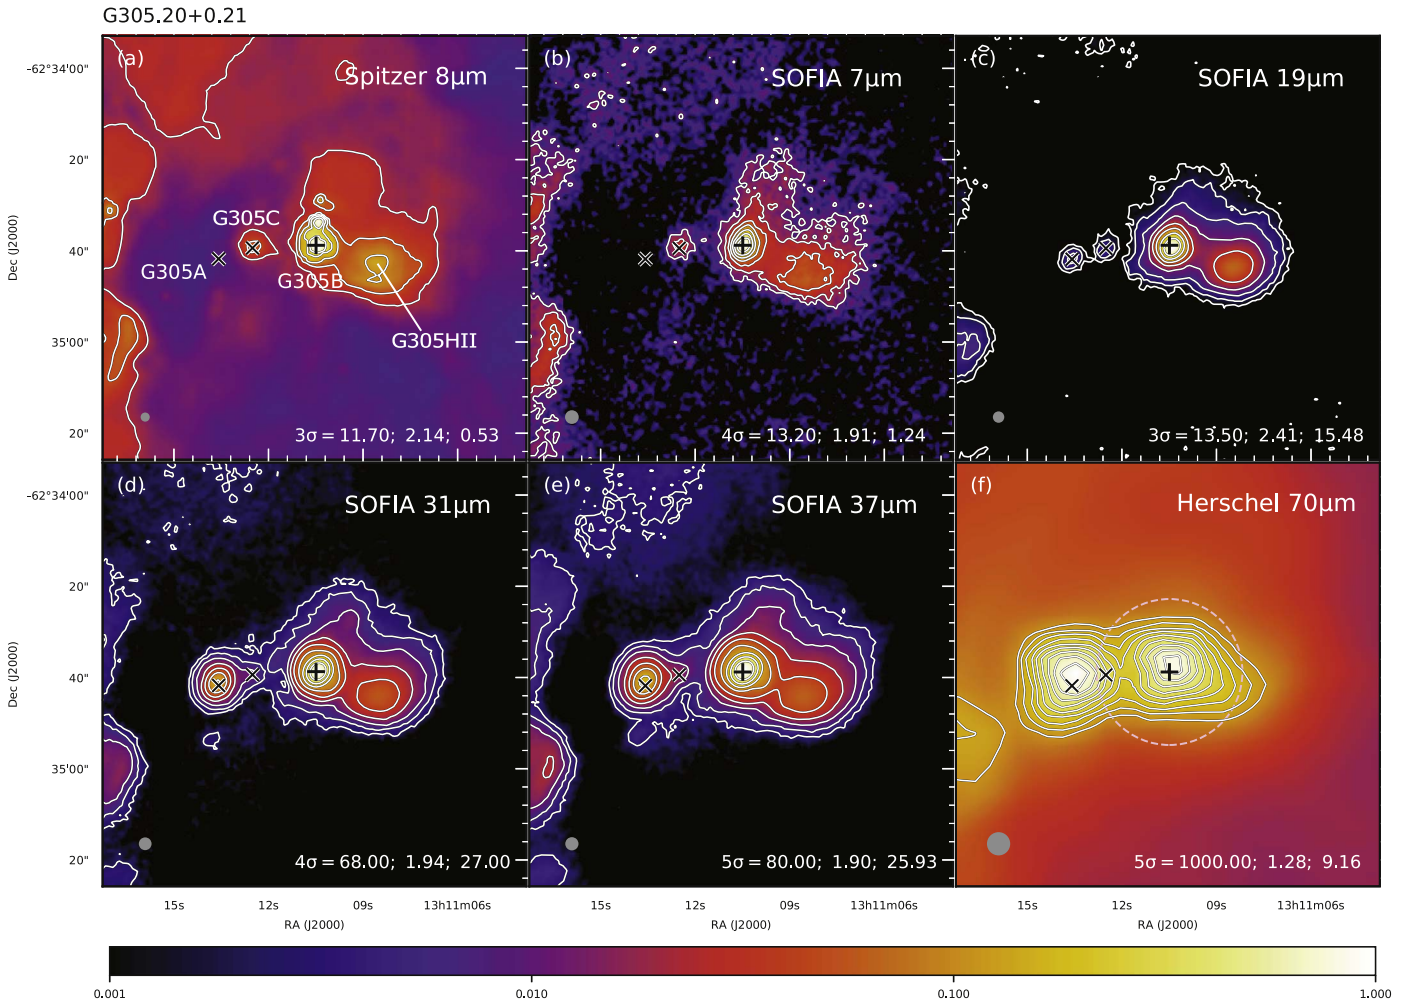 G305.20+0.21
(a)
Spitzer 8μm
(b)
SOFIA 7μm
(c)
SOFIA 19μm
-62°34'00"
20"
40"
35'00"
20"
Dec (J2000)
G305C
G305A
G305B
G305HII
3σ = 11.70; 2.14; 0.53
4σ = 13.20; 1.91; 1.24
3σ = 13.50; 2.41; 15.48
(d)
SOFIA 31μm
(e)
SOFIA 37μm
(f)
Herschel 70μm
-62°34'00"
20"
40"
35'00"
20"
Dec (J2000)
4σ = 68.00; 1.94; 27.00
5σ = 80.00; 1.90; 25.93
5σ = 1000.00; 1.28; 9.16
15s 12s 09s 13h11m06s
15s 12s 09s 13h11m06s
15s 12s 09s 13h11m06s
RA (J2000)
RA (J2000)
RA (J2000)
0.001 0.010 0.100 1.000